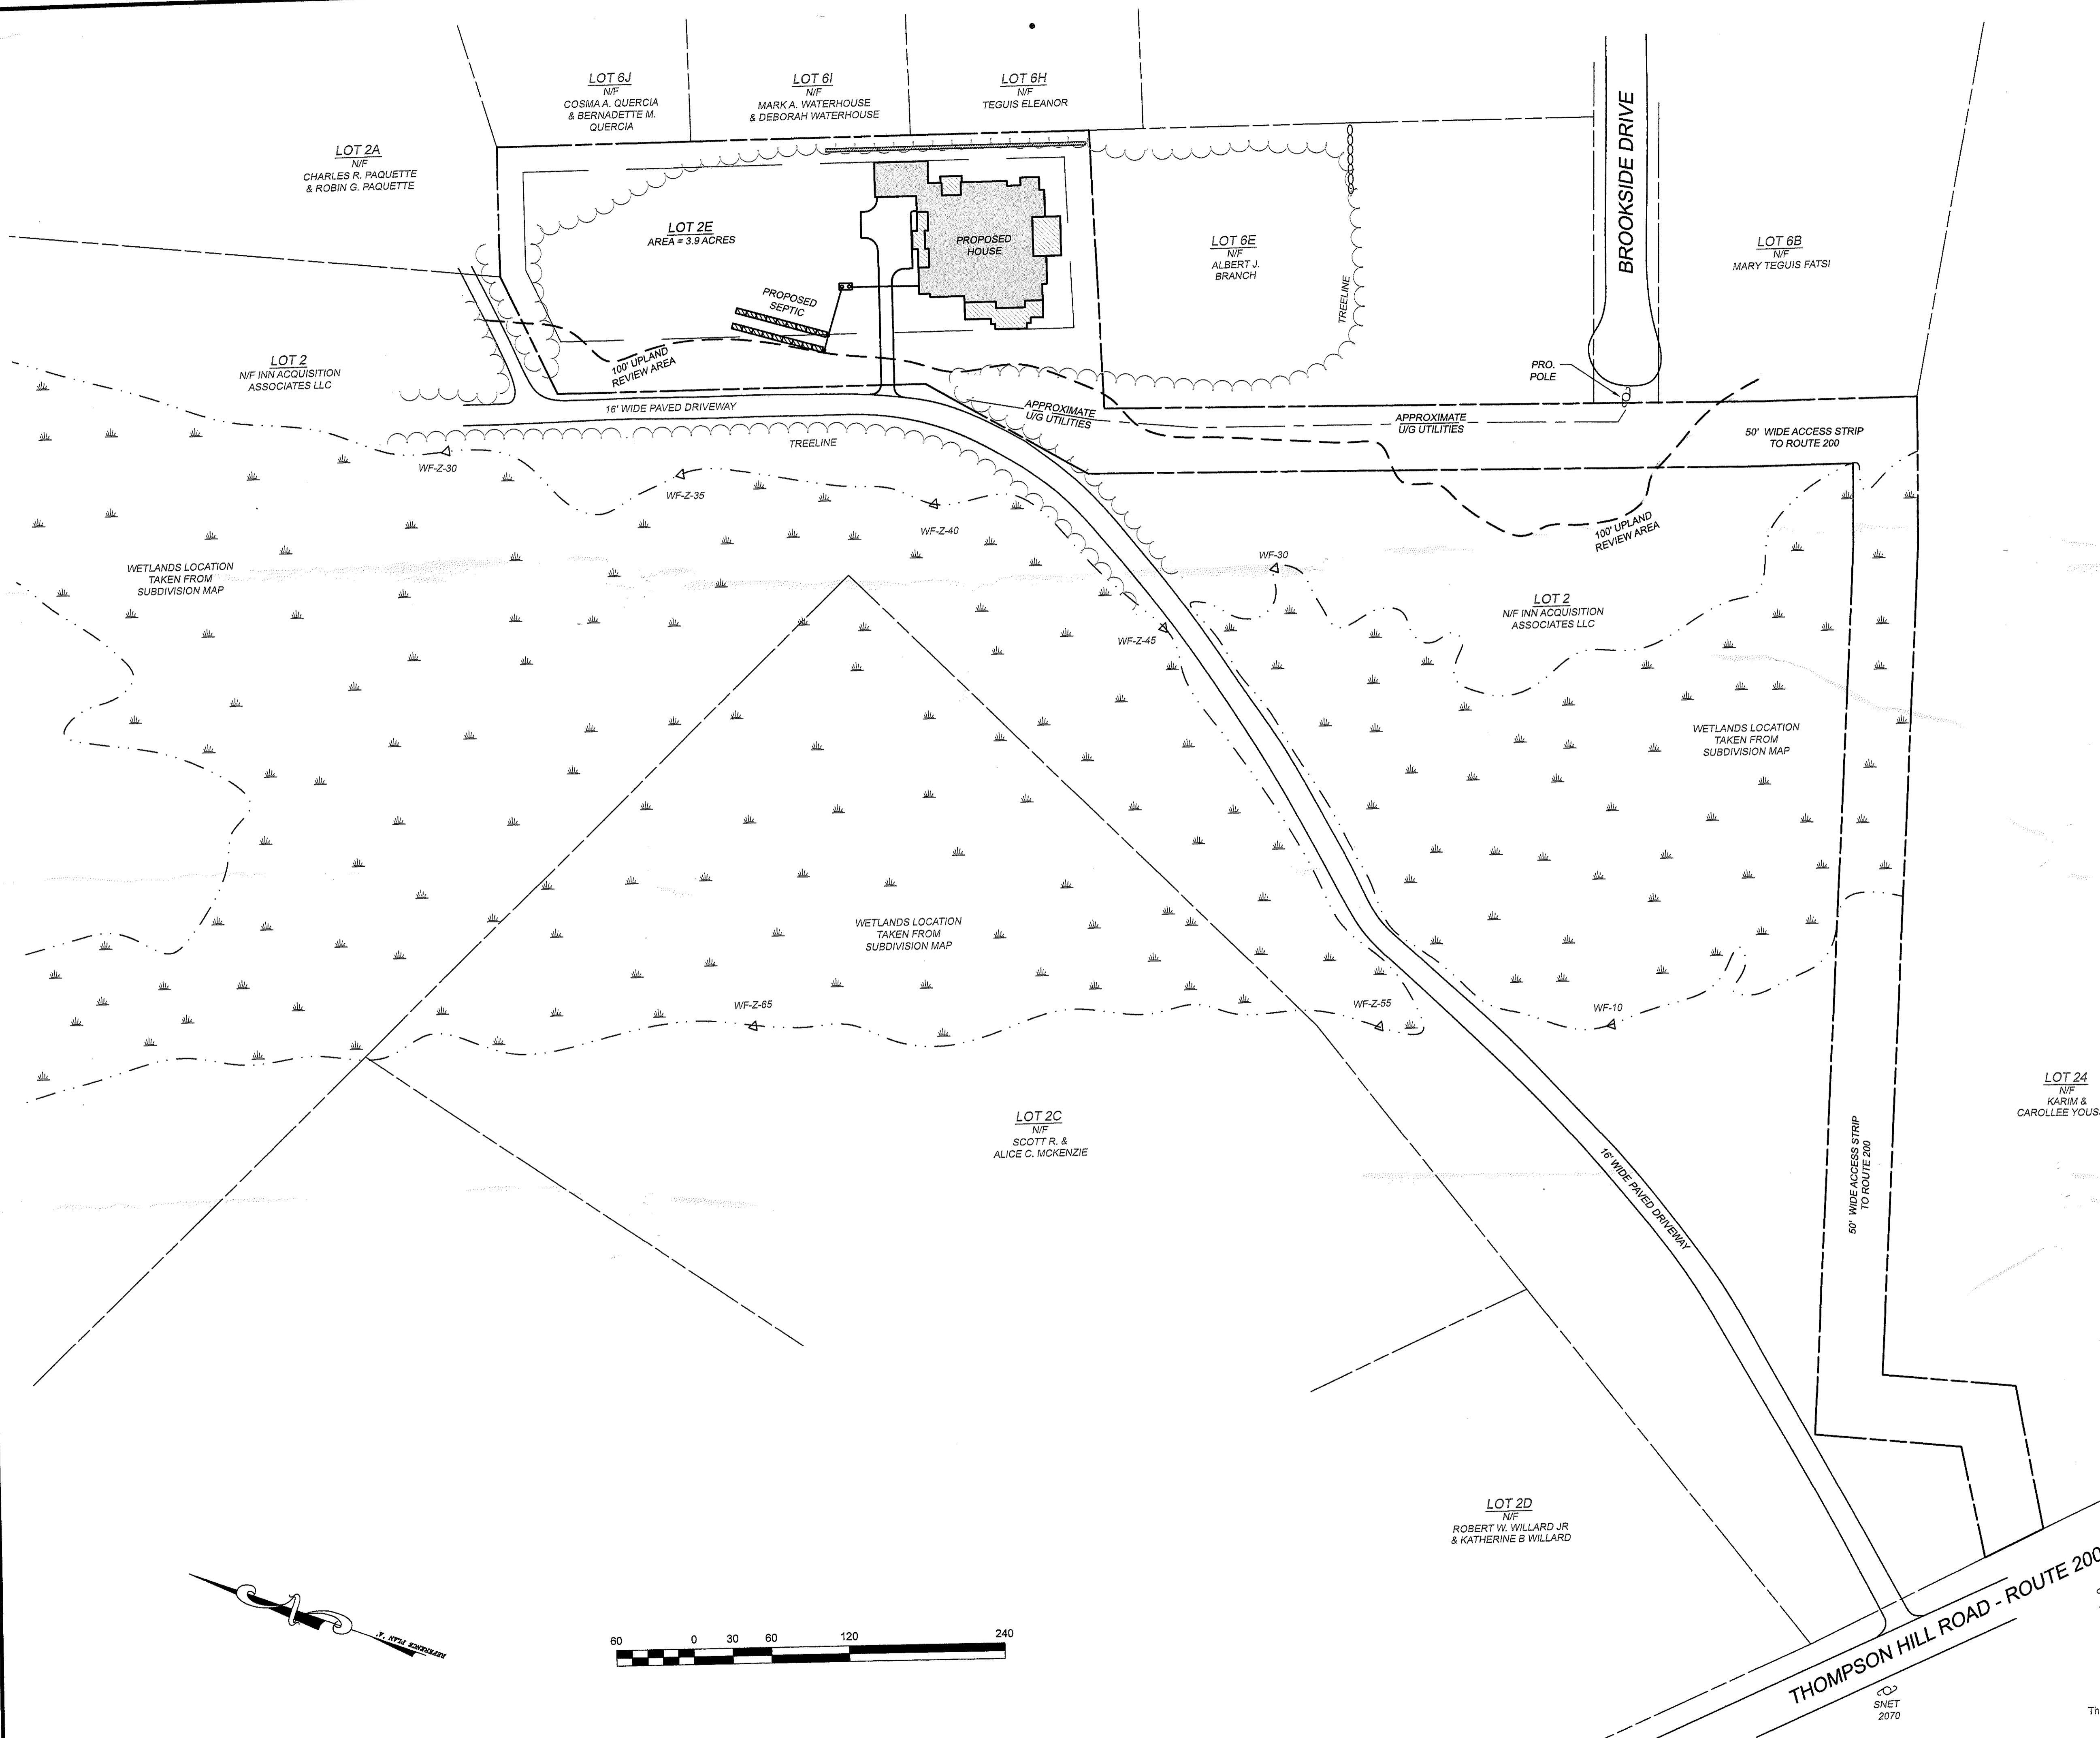 LOT 6J
N/F
COSMA A. QUERCIA
& BERNADETTE M.
QUERCIA
LOT 6I
N/F
MARK A. WATERHOUSE
& DEBORAH WATERHOUSE
LOT 6H
N/F
TEGUIS ELEANOR
BROOKSIDE DRIVE
LOT 2A
N/F
CHARLES R. PAQUETTE
& ROBIN G. PAQUETTE
LOT 2E
AREA = 3.9 ACRES
PROPOSED
HOUSE
LOT 6E
N/F
ALBERT J.
BRANCH
TREELINE
LOT 6B
N/F
MARY TEGUIS FATSI
PROPOSED
SEPTIC
LOT 2
N/F INN ACQUISITION
ASSOCIATES LLC
100' UPLAND
REVIEW AREA
PRO.
POLE
16' WIDE PAVED DRIVEWAY
APPROXIMATE
U/G UTILITIES
APPROXIMATE
U/G UTILITIES
50' WIDE ACCESS STRIP
TO ROUTE 200
TREELINE
WF-Z-30
WF-Z-35
WF-Z-40
100' UPLAND
REVIEW AREA
WF-30
WETLANDS LOCATION
TAKEN FROM
SUBDIVISION MAP
LOT 2
N/F INN ACQUISITION
ASSOCIATES LLC
WF-Z-45
WETLANDS LOCATION
TAKEN FROM
SUBDIVISION MAP
WETLANDS LOCATION
TAKEN FROM
SUBDIVISION MAP
WF-Z-65
WF-Z-55
WF-10
LOT 24
N/F
KARIM &
CAROLLEE YOUS
LOT 2C
N/F
SCOTT R. &
ALICE C. MCKENZIE
16' WIDE PAVED DRIVEWAY
50' WIDE ACCESS STRIP
TO ROUTE 200
LOT 2D
N/F
ROBERT W. WILLARD JR
& KATHERINE B WILLARD
N
REFERENCE PLAN 'A'
60 0 30 60 120 240
THOMPSON HILL ROAD - ROUTE 200
SNET
2070
Th